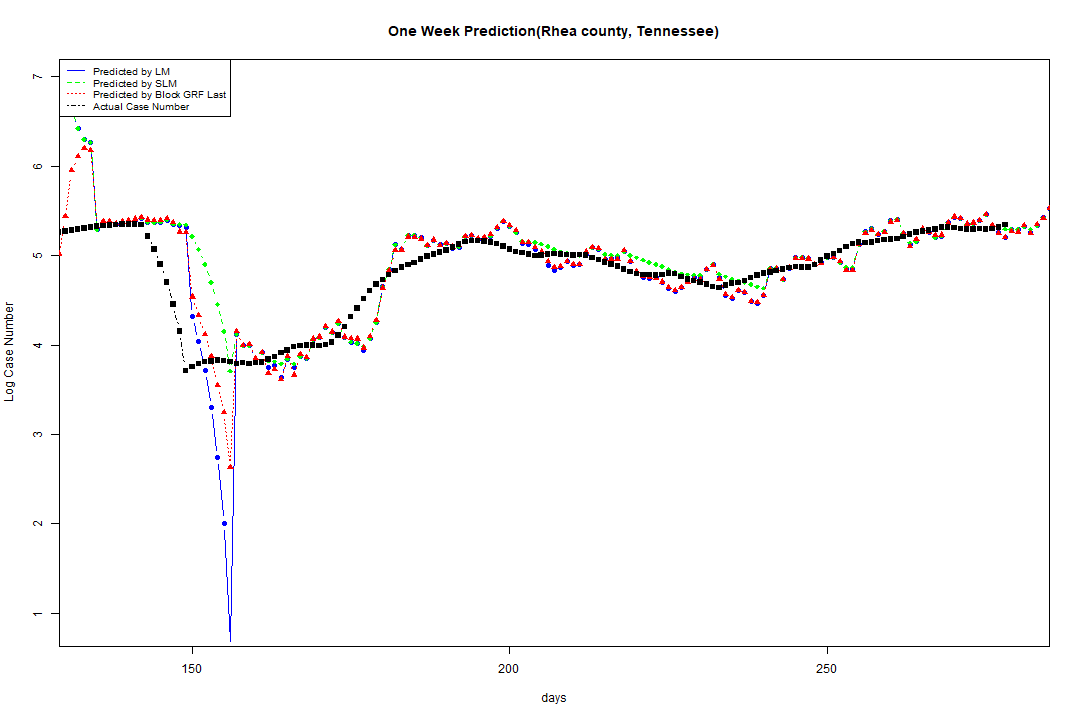 One Week Prediction(Rhea county, Tennessee)
Predicted by LM
Predicted by SLM
Predicted by Block GRF Last
Actual Case Number
7
6
5
4
3
2
1
Log Case Number
150
200
250
days